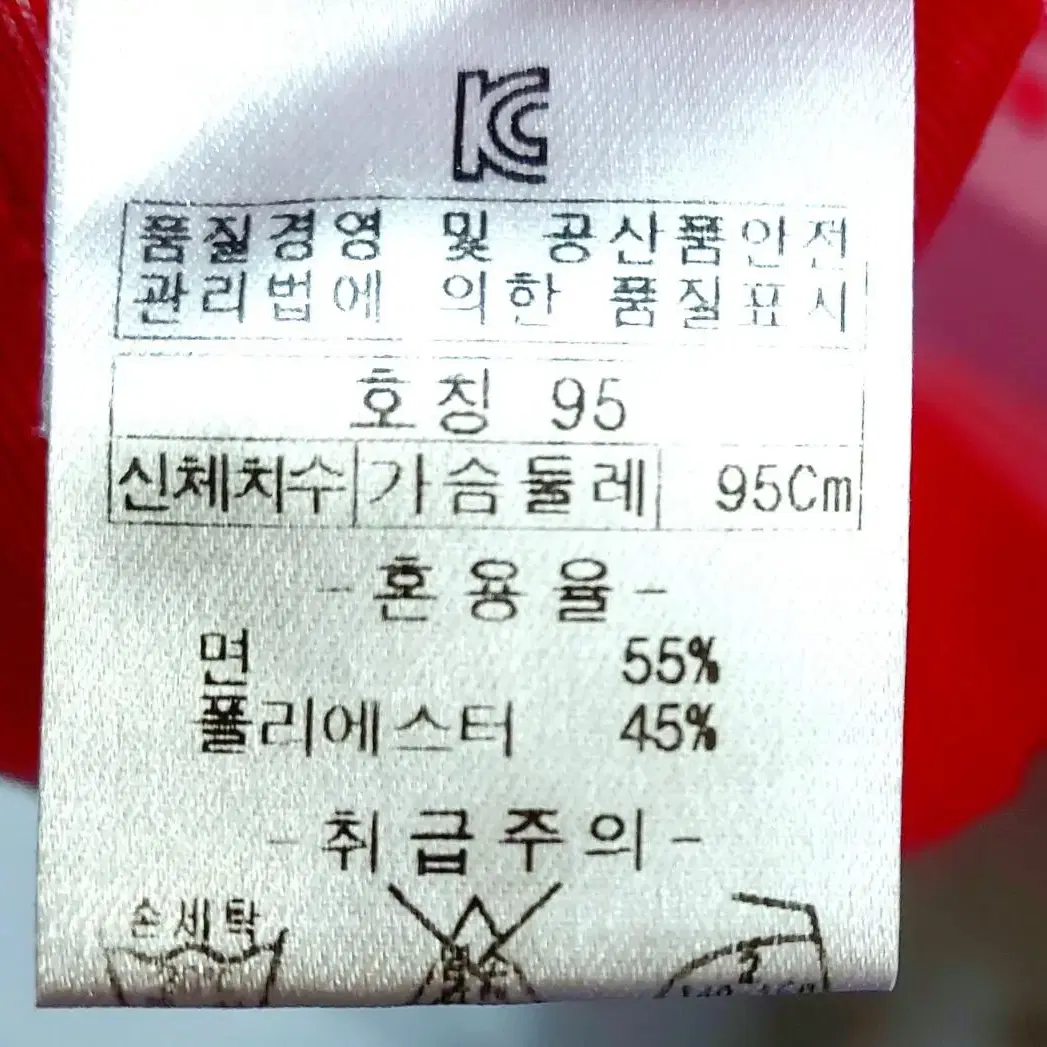 KC
품질경영 및 공산품안전
관리법에 의한 품질표시
호칭 95
신체치수 가슴둘레 95Cm
-혼용율-
면 55%
폴리에스터 45%
-취급주의-
손세탁